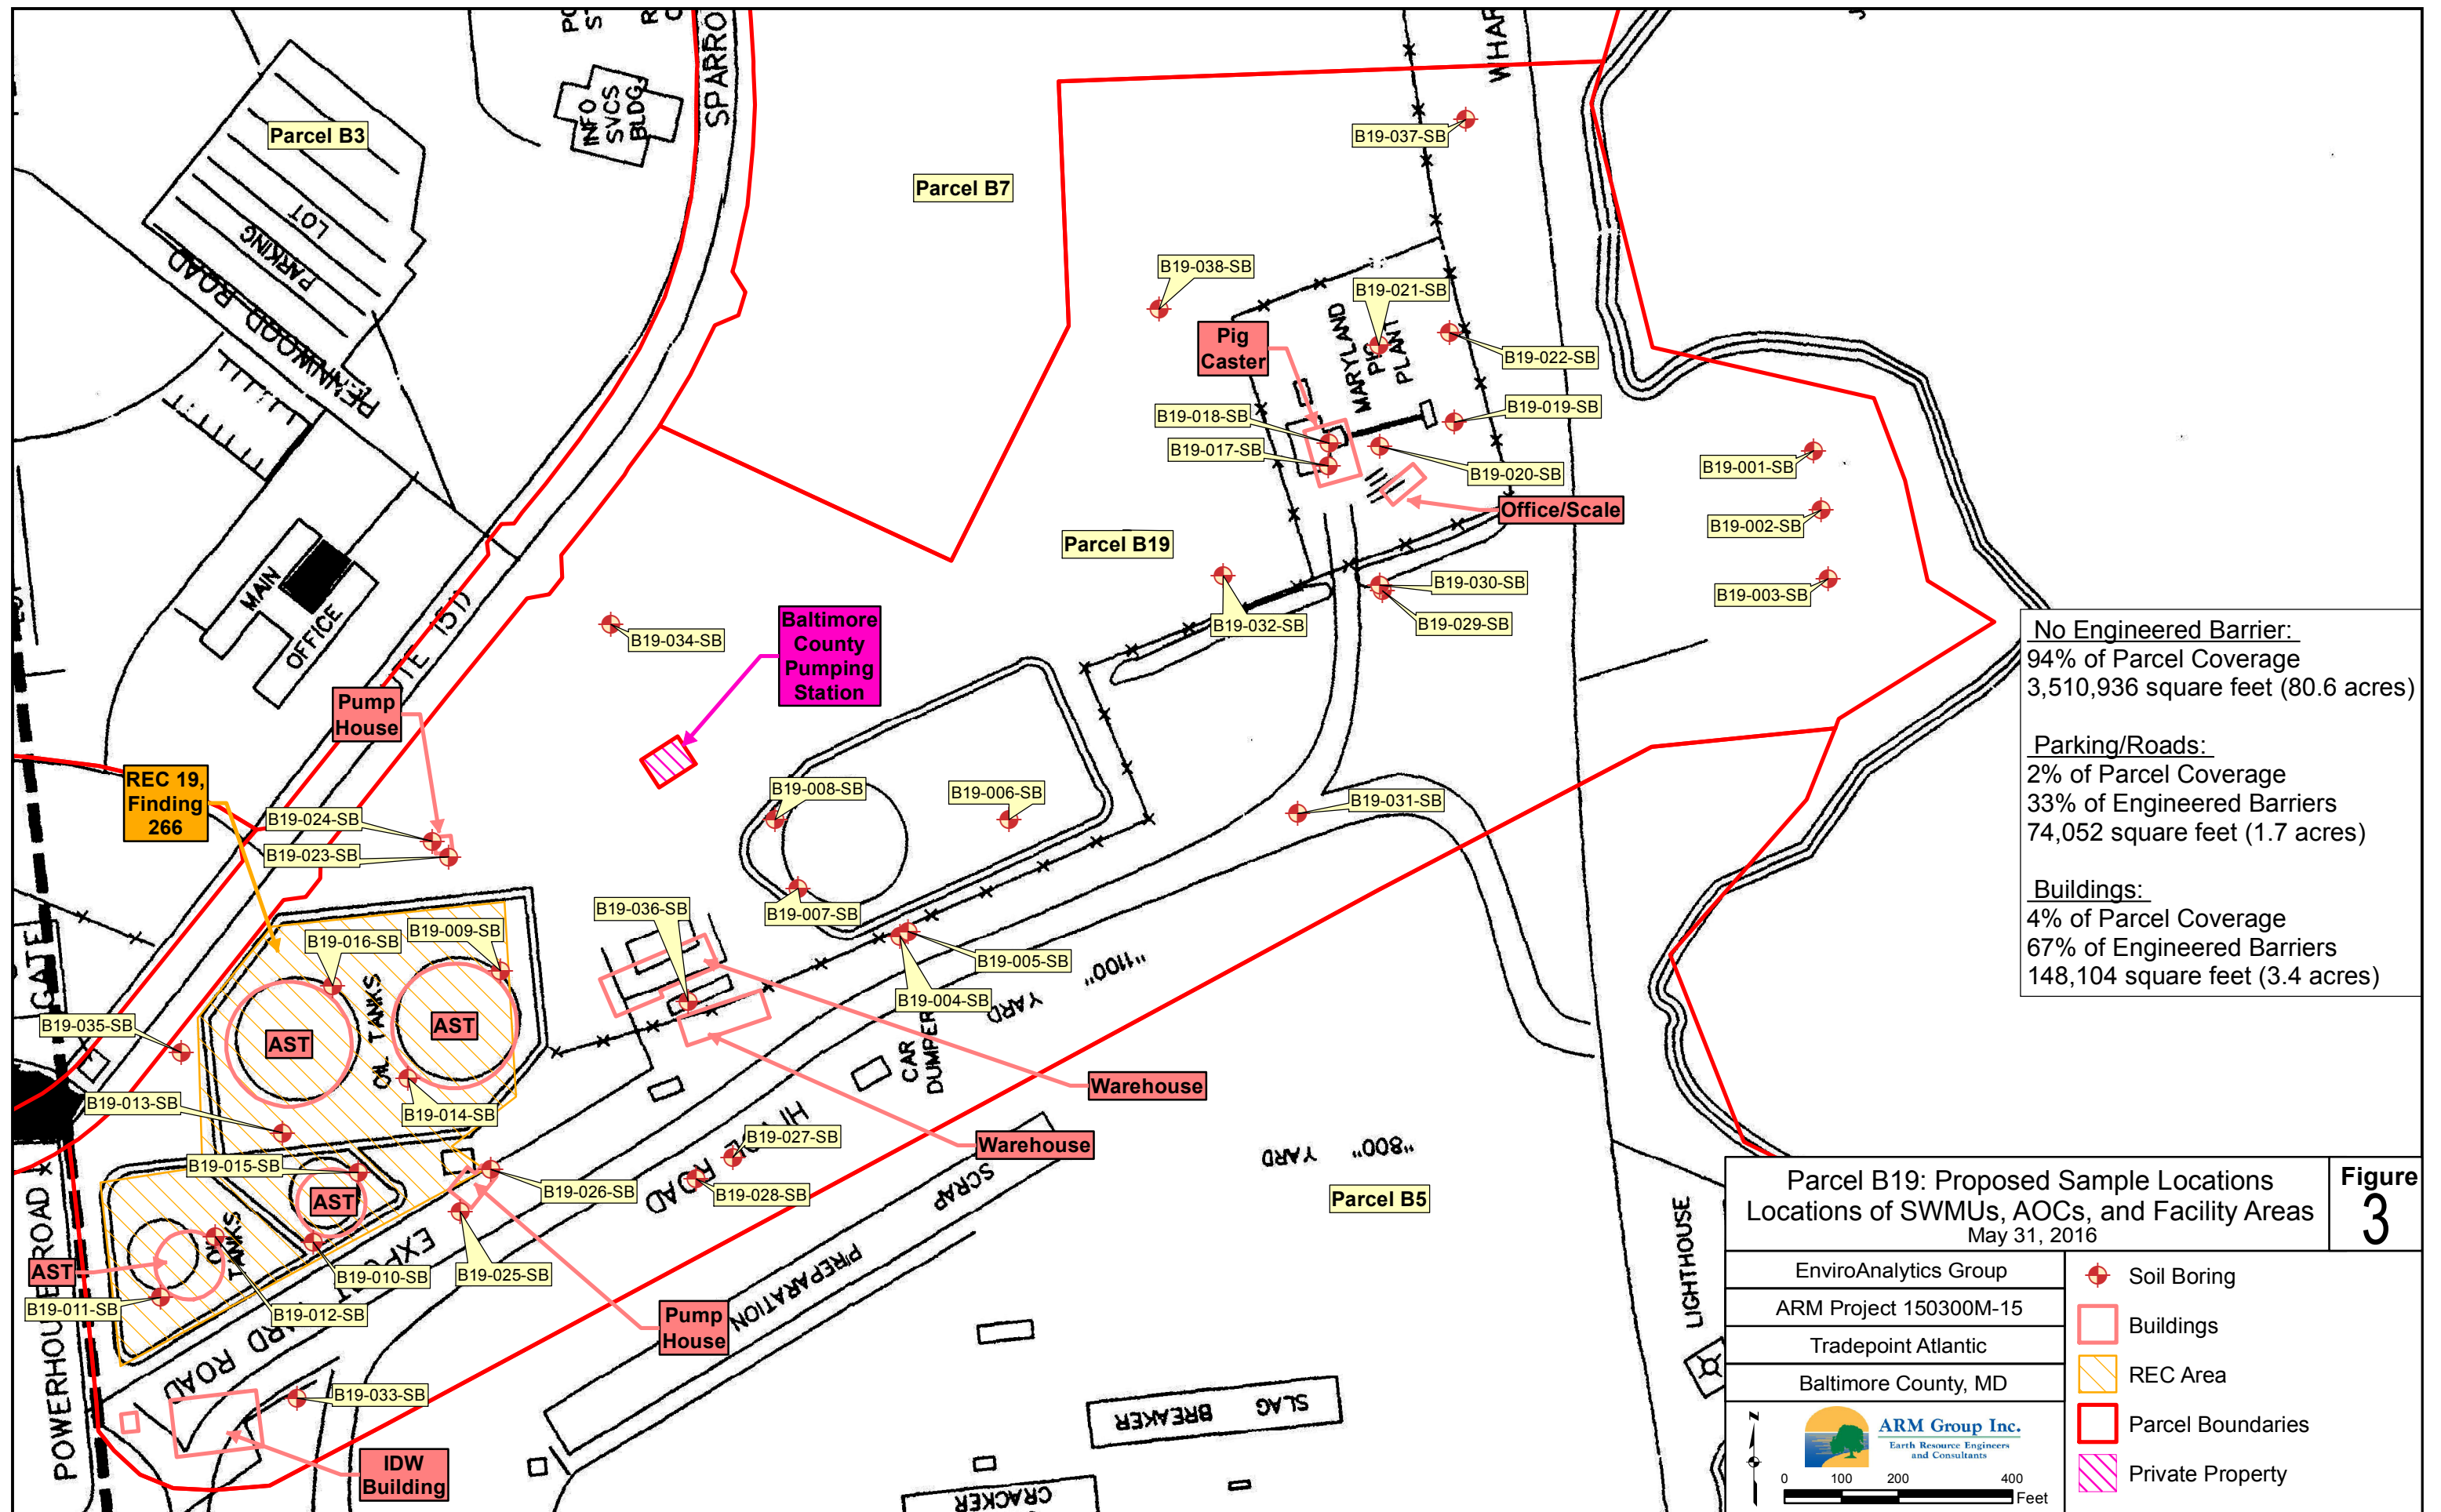 SPARRO
WHAR
INFO
SVCS
BLDG
Parcel B3
PARKING
LOT
PENNWOOD ROAD
Parcel B7
B19-037-SB
B19-038-SB
B19-021-SB
Pig
Caster
MARYLAND
PIG
PLANT
B19-022-SB
B19-018-SB
B19-019-SB
B19-017-SB
B19-020-SB
B19-001-SB
Office/Scale
B19-002-SB
Parcel B19
B19-003-SB
B19-030-SB
B19-032-SB
B19-029-SB
MAIN
OFFICE
B19-034-SB
Baltimore
County
Pumping
Station
Pump
House
REC 19,
Finding
266
B19-024-SB
B19-023-SB
B19-008-SB
B19-006-SB
B19-031-SB
B19-007-SB
B19-036-SB
B19-005-SB
B19-004-SB
B19-016-SB
B19-009-SB
GATE
OIL TANKS
AST
AST
B19-035-SB
B19-013-SB
B19-014-SB
CAR
DUMPER
YARD "1100"
Warehouse
Warehouse
B19-015-SB
AST
B19-026-SB
B19-027-SB
B19-028-SB
ROAD
SCRAP
PREPARATION
YARD "800"
Parcel B5
AST
TANKS
B19-011-SB
B19-012-SB
B19-010-SB
B19-025-SB
Pump
House
POWERHOUSE ROAD
ROAD
B19-033-SB
IDW
Building
SLAG BREAKER
CRACKER
LIGHTHOUSE
No Engineered Barrier:
94% of Parcel Coverage
3,510,936 square feet (80.6 acres)
Parking/Roads:
2% of Parcel Coverage
33% of Engineered Barriers
74,052 square feet (1.7 acres)
Buildings:
4% of Parcel Coverage
67% of Engineered Barriers
148,104 square feet (3.4 acres)
Parcel B19: Proposed Sample Locations
Locations of SWMUs, AOCs, and Facility Areas
May 31, 2016
Figure
3
EnviroAnalytics Group
ARM Project 150300M-15
Tradepoint Atlantic
Baltimore County, MD
Soil Boring
Buildings
REC Area
Parcel Boundaries
Private Property
Z
ARM Group Inc.
Earth Resource Engineers
and Consultants
0 100 200 400
Feet